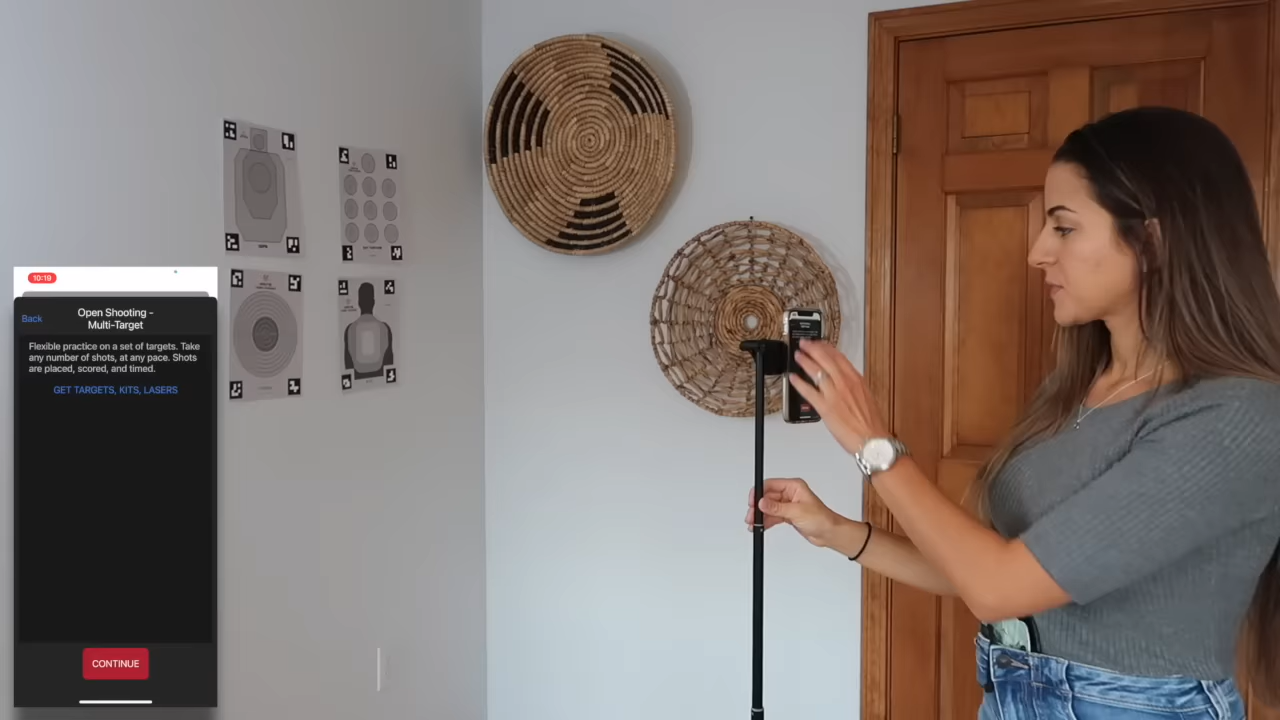 10:19
Back
Open Shooting -
Multi-Target
Flexible practice on a set of targets. Take
any number of shots, at any pace. Shots
are placed, scored, and timed.
GET TARGETS, KITS, LASERS
CONTINUE